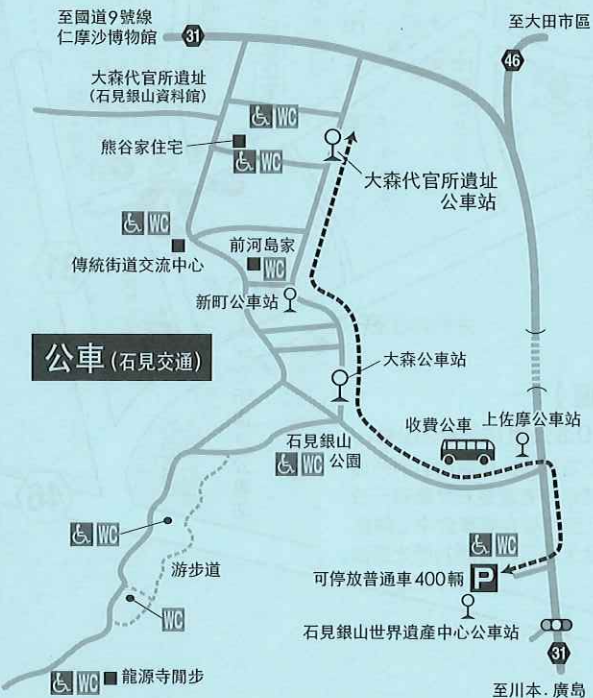 至國道9號線
仁摩沙博物館
31
至大田市區
46
大森代官所遺址
(石見銀山資料館)
WC
熊谷家住宅
WC
大森代官所遺址
公車站
WC
傳統街道交流中心
前河島家
WC
新町公車站
公車(石見交通)
大森公車站
收費公車
上佐摩公車站
石見銀山
公園
WC
WC
游步道
WC
WC
可停放普通車400輛
P
石見銀山世界遺產中心公車站
31
WC
龍源寺間步
至川本.廣島